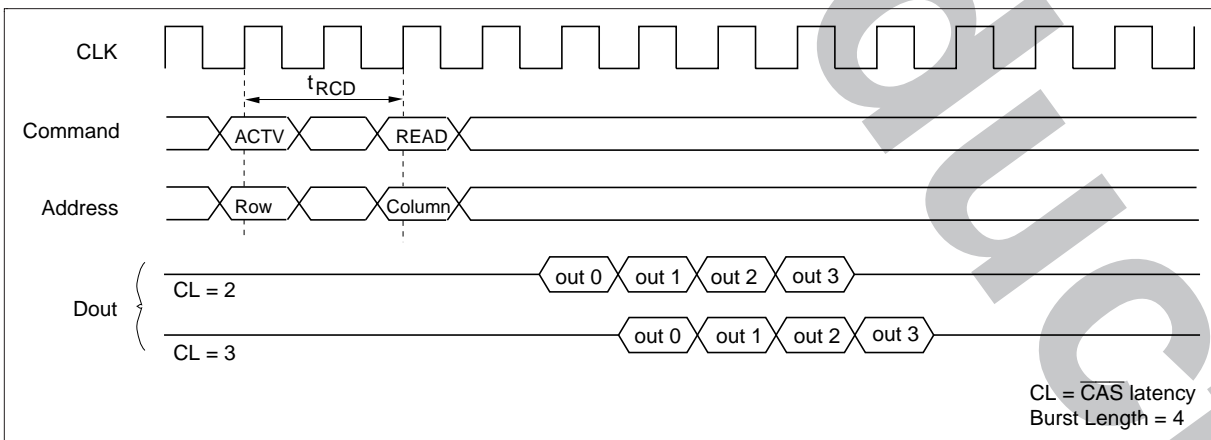 CLK
tRCD
Command ACTV READ
Address Row Column
Dout
CL = 2 out 0 out 1 out 2 out 3
CL = 3 out 0 out 1 out 2 out 3
CL = CAS latency
Burst Length = 4